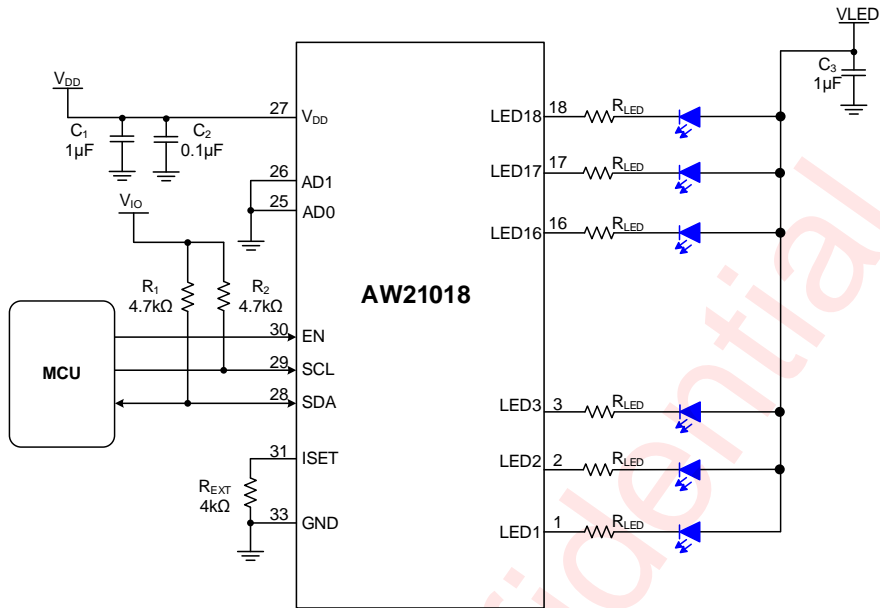 VLED
C3
1µF
VDD
C1
1µF
C2
0.1µF
27
VDD
26
AD1
25
AD0
VIO
R1
4.7kΩ
R2
4.7kΩ
AW21018
MCU
30
EN
29
SCL
28
SDA
31
ISET
REXT
4kΩ
33
GND
LED18
18
RLED
LED17
17
RLED
LED16
16
RLED
LED3
3
RLED
LED2
2
RLED
LED1
1
RLED
fidential